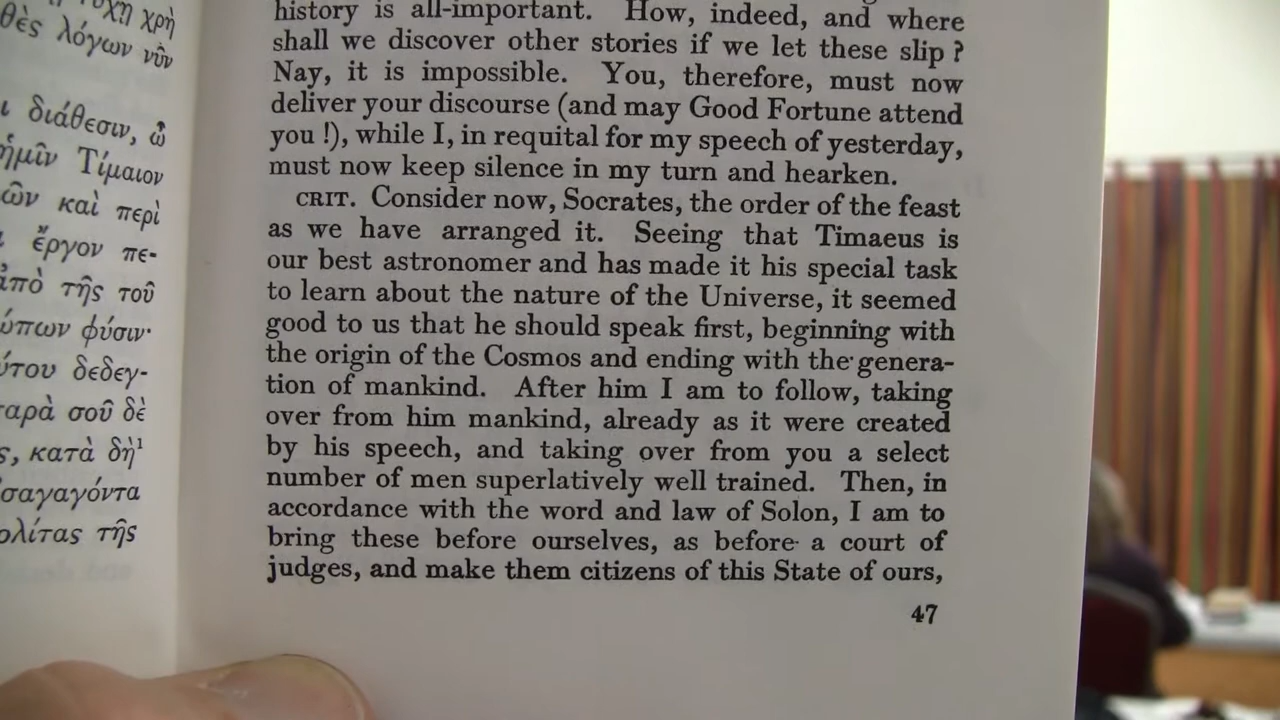 τύχῃ χρὴ
θὲς λόγων νῦν
ι διάθεσιν, ὦ
ἡμῖν Τίμαιον
ῶν καὶ περὶ
ι ἔργον πε-
ἀπὸ τῆς τοῦ
ώπων φύσιν·
ύτου δεδεγ-
παρὰ σοῦ δὲ
ς, κατὰ δὴ¹
σαγαγόντα
ολίτας τῆς
history is all-important. How, indeed, and where
shall we discover other stories if we let these slip ?
Nay, it is impossible. You, therefore, must now
deliver your discourse (and may Good Fortune attend
you !), while I, in requital for my speech of yesterday,
must now keep silence in my turn and hearken.
CRIT. Consider now, Socrates, the order of the feast
as we have arranged it. Seeing that Timaeus is
our best astronomer and has made it his special task
to learn about the nature of the Universe, it seemed
good to us that he should speak first, beginning with
the origin of the Cosmos and ending with the genera-
tion of mankind. After him I am to follow, taking
over from him mankind, already as it were created
by his speech, and taking over from you a select
number of men superlatively well trained. Then, in
accordance with the word and law of Solon, I am to
bring these before ourselves, as before a court of
judges, and make them citizens of this State of ours,
47